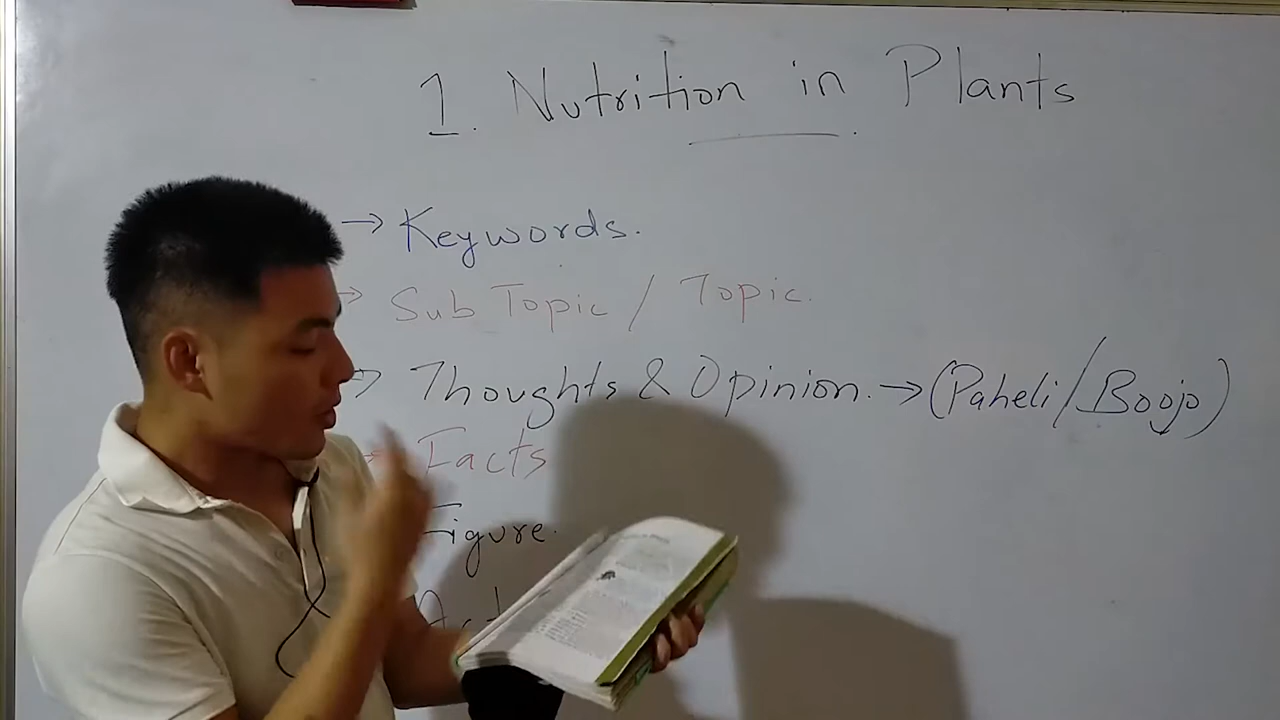 1. Nutrition in Plants
→ Keywords.
→ Sub Topic / Topic.
→ Thoughts & Opinion. → (Paheli/Boojo)
→ Facts
Figure.